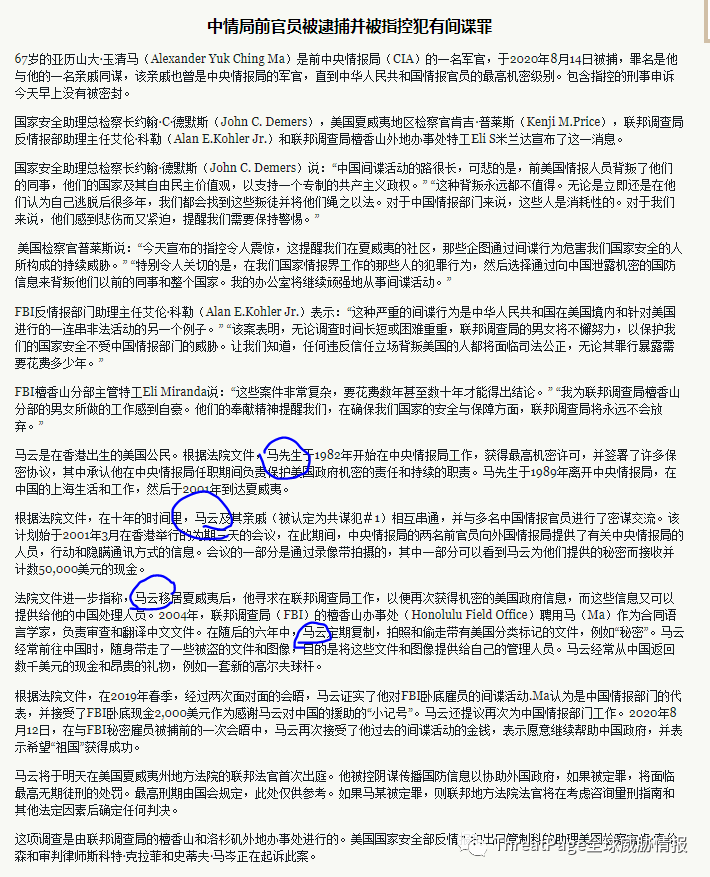 中情局前官员被逮捕并被指控犯有间谍罪
67岁的亚历山大·玉清马（Alexander Yuk Ching Ma）是前中央情报局（CIA）的一名军官，于2020年8月14日被捕，罪名是他
与他的一名亲戚同谋，该亲戚也曾是中央情报局的军官，直到中华人民共和国情报官员的最高机密级别。包含指控的刑事申诉
今天早上没有被密封。
国家安全助理总检察长约翰·C·德默斯（John C. Demers），美国夏威夷地区检察官肯吉·普莱斯（Kenji M.Price），联邦调查局
反情报部助理主任艾伦·科勒（Alan E.Kohler Jr.）和联邦调查局檀香山外地办事处特工Eli S米兰达宣布了这一消息。
国家安全助理总检察长约翰·德默斯（John C. Demers）说：“中国间谍活动的路很长，可悲的是，前美国情报人员背叛了他们
的同事，他们的国家及其自由民主价值观，以支持一个专制的共产主义政权。” “这种背叛永远都不值得。无论是立即还是在他
们认为自己逃脱后很多年，我们都会找到这些叛徒并将他们绳之以法。对于中国情报部门来说，这些人是消耗性的。对于我们
来说，他们感到悲伤而又紧迫，提醒我们需要保持警惕。”
美国检察官普莱斯说：“今天宣布的指控令人震惊，这提醒我们在夏威夷的社区，那些企图通过间谍行为危害我们国家安全的人
所构成的持续威胁。” “特别令人关切的是，在我们国家情报界工作的那些人的犯罪行为，然后选择通过向中国泄露机密的国防
信息来背叛他们以前的同事和整个国家。我的办公室将继续顽强地从事间谍活动。”
FBI反情报部门助理主任艾伦·科勒（Alan E.Kohler Jr.）表示：“这种严重的间谍行为是中华人民共和国在美国境内和针对美国
进行的一连串非法活动的另一个例子。” “该案表明，无论调查时间长短或困难重重，联邦调查局的男女将不懈努力，以保护我
们的国家安全不受中国情报部门的威胁。让我们知道，任何违反信任立场背叛美国的人都将面临司法公正，无论其罪行暴露需
要花费多少年。”
FBI檀香山分部主管特工Eli Miranda说：“这些案件非常复杂，要花费数年甚至数十年才能得出结论。” “我为联邦调查局檀香山
分部的男女所做的工作感到自豪。他们的奉献精神提醒我们，在确保我们国家的安全与保障方面，联邦调查局将永远不会放
弃。”
马云是在香港出生的美国公民。根据法院文件，马先生于1982年开始在中央情报局工作，获得最高机密许可，并签署了许多保
密协议，其中承认他在中央情报局任职期间负责保护美国政府机密的责任和持续的职责。马先生于1989年离开中央情报局，在
中国的上海生活和工作，然后于2001年到达夏威夷。
根据法院文件，在十年的时间里，马云及其亲戚（被认定为共谋犯＃1）相互串通，并与多名中国情报官员进行了密谋交流。该
计划始于2001年3月在香港举行的为期三天的会议，在此期间，中央情报局的两名前官员向外国情报局提供了有关中央情报局的
人员，行动和隐瞒通讯方式的信息。会议的一部分是通过录像带拍摄的，其中一部分可以看到马云为他们提供的秘密而接收并
计数50,000美元的现金。
法院文件进一步指称，马云移居夏威夷后，他寻求在联邦调查局工作，以便再次获得机密的美国政府信息，而这些信息又可以
提供给他的中国处理人员。2004年，联邦调查局（FBI）的檀香山办事处（Honolulu Field Office）聘用马（Ma）作为合同语
言学家，负责审查和翻译中文文件。在随后的六年中，马云定期复制，拍照和偷走带有美国分类标记的文件，例如“秘密”。马云
经常前往中国时，随身带走了一些被盗的文件和图像，目的是将这些文件和图像提供给自己的管理人员。马云经常从中国返回
数千美元的现金和昂贵的礼物，例如一套新的高尔夫球杆。
根据法院文件，在2019年春季，经过两次面对面的会晤，马云证实了他对FBI卧底雇员的间谍活动.Ma认为是中国情报部门的代
表，并接受了FBI卧底现金2,000美元作为感谢马云对中国的援助的“小记号”。马云还提议再次为中国情报部门工作。2020年8
月12日，在与FBI秘密雇员被捕前的一次会晤中，马云再次接受了他过去的间谍活动的金钱，表示愿意继续帮助中国政府，并表
示希望“祖国”获得成功。
马云将于明天在美国夏威夷州地方法院的联邦法官首次出庭。他被控阴谋传播国防信息以协助外国政府，如果被定罪，将面临
最高无期徒刑的处罚。最高刑期由国会规定，此处仅供参考。如果马某被定罪，则联邦地方法院法官将在考虑咨询量刑指南和
其他法定因素后确定任何判决。
这项调查是由联邦调查局的檀香山和洛杉矶外地办事处进行的。美国国家安全部反情
森和审判律师斯科特·克拉菲和史蒂夫·马岑正在起诉此案。
ThreatPage全球威胁情报